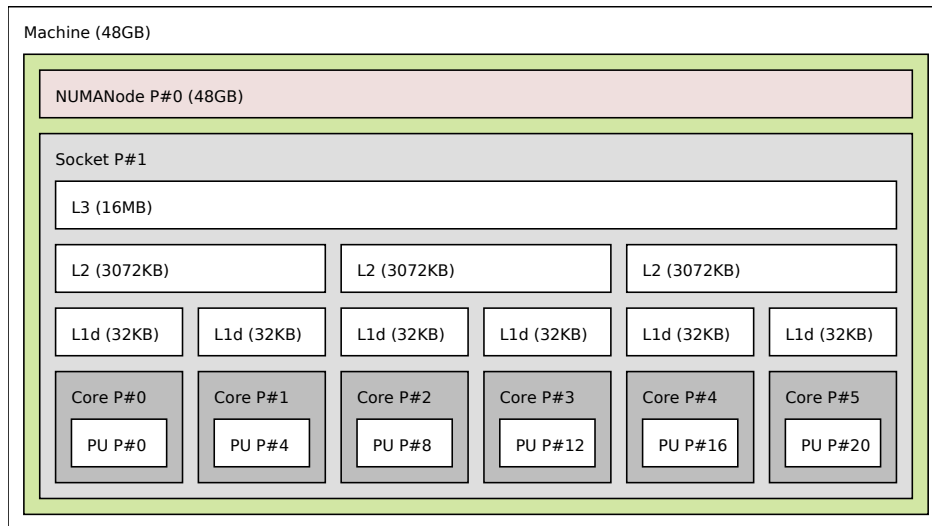 Machine (48GB)
NUMANode P#0 (48GB)
Socket P#1
L3 (16MB)
L2 (3072KB) L2 (3072KB) L2 (3072KB)
L1d (32KB) L1d (32KB) L1d (32KB) L1d (32KB) L1d (32KB) L1d (32KB)
Core P#0 Core P#1 Core P#2 Core P#3 Core P#4 Core P#5
PU P#0 PU P#4 PU P#8 PU P#12 PU P#16 PU P#20